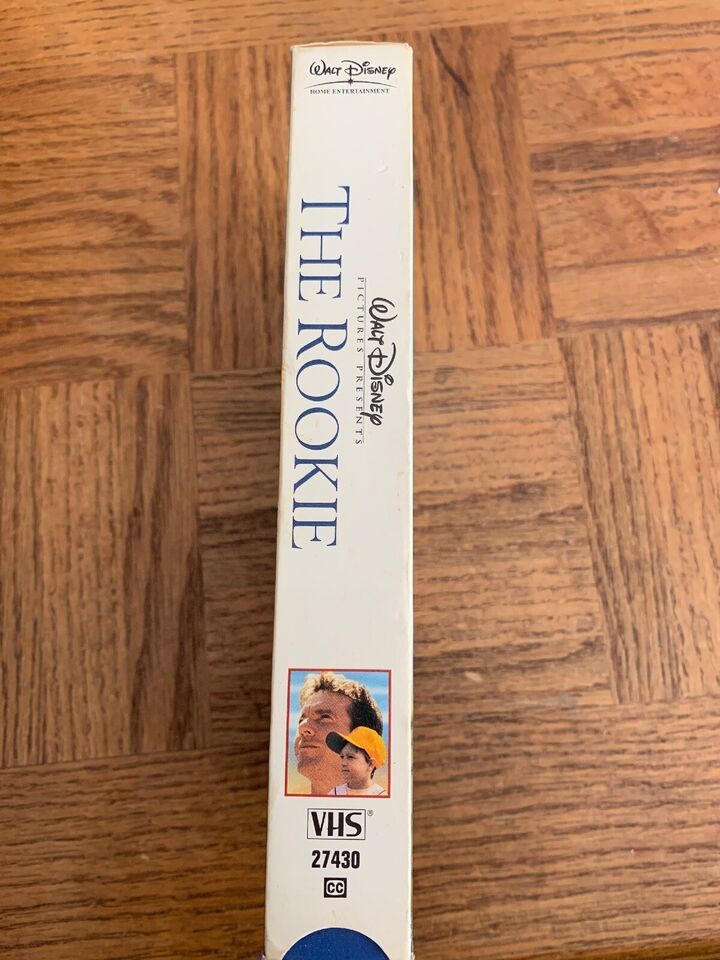 WALT DISNEY
HOME ENTERTAINMENT
WALT DISNEY
PICTURES PRESENTS
THE ROOKIE
VHS®
27430
CC